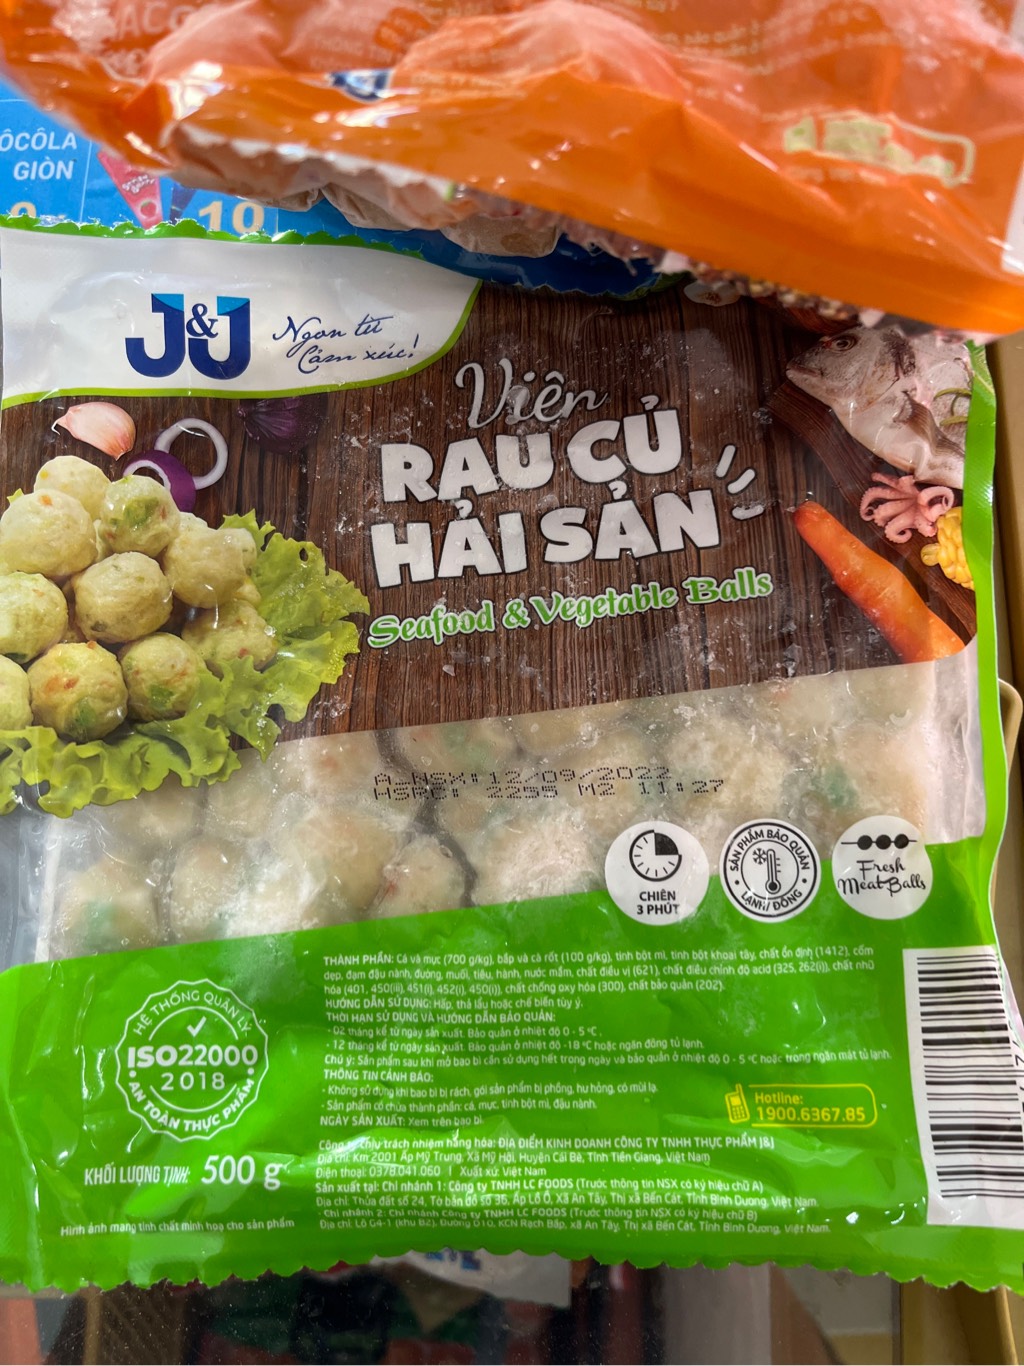 ÔCÔLA
GIÒN
10
J&J
Ngon từ
Cảm xúc!
Viên
RAU CỦ
HẢI SẢN
Seafood & Vegetable Balls
A_NSX: 12/09/2022
HSRC: 2255 M2 11:27
CHIÊN
3 PHÚT
SẢN PHẨM BẢO QUẢN
LẠNH/ ĐÔNG
Fresh
Meat Balls
THÀNH PHẦN: Cá và mực (700 g/kg), bắp và cà rốt (100 g/kg), tinh bột mì, tinh bột khoai tây, chất ổn định (1412), cốm
dẹp, đạm đậu nành, đường, muối, tiêu, hành, nước mắm, chất điều vị (621), chất điều chỉnh độ acid (325, 262(i)), chất nhũ
hóa (401, 450(iii), 451(i), 452(i), 450(i)), chất chống oxy hóa (300), chất bảo quản (202).
HƯỚNG DẪN SỬ DỤNG: Hấp, thả lẩu hoặc chế biến tùy ý.
THỜI HẠN SỬ DỤNG VÀ HƯỚNG DẪN BẢO QUẢN:
- 02 tháng kể từ ngày sản xuất. Bảo quản ở nhiệt độ 0 - 5 °C.
- 12 tháng kể từ ngày sản xuất. Bảo quản ở nhiệt độ -18 °C hoặc ngăn đông tủ lạnh.
Chú ý: Sản phẩm sau khi mở bao bì cần sử dụng hết trong ngày và bảo quản ở nhiệt độ 0 - 5 °C hoặc trong ngăn mát tủ lạnh.
THÔNG TIN CẢNH BÁO:
- Không sử dụng khi bao bì bị rách, gói sản phẩm bị phồng, hư hỏng, có mùi lạ.
- Sản phẩm có chứa thành phần: cá, mực, tinh bột mì, đậu nành.
NGÀY SẢN XUẤT: Xem trên bao bì.
Hotline:
1900.6367.85
HỆ THỐNG QUẢN LÝ
ISO22000
2018
AN TOÀN THỰC PHẨM
KHỐI LƯỢNG TỊNH: 500 g
Hình ảnh mang tính chất minh họa cho sản phẩm
Công ty chịu trách nhiệm hàng hóa: ĐỊA ĐIỂM KINH DOANH CÔNG TY TNHH THỰC PHẨM J&J
Địa chỉ: Km 2001 Ấp Mỹ Trung, Xã Mỹ Hội, Huyện Cái Bè, Tỉnh Tiền Giang, Việt Nam
Điện thoại: 0378.041.060 | Xuất xứ: Việt Nam
Sản xuất tại: Chi nhánh 1: Công ty TNHH LC FOODS (Trước thông tin NSX có ký hiệu chữ A)
Địa chỉ: Thửa đất số 24, Tờ bản đồ số 36, Ấp Lồ Ô, Xã An Tây, Thị xã Bến Cát, Tỉnh Bình Dương, Việt Nam.
- Chi nhánh 2: Chi nhánh Công ty TNHH LC FOODS (Trước thông tin NSX có ký hiệu chữ B)
Địa chỉ: Lô G4-1 (khu B2), Đường D10, KCN Rạch Bắp, xã An Tây, Thị xã Bến Cát, Tỉnh Bình Dương, Việt Nam.